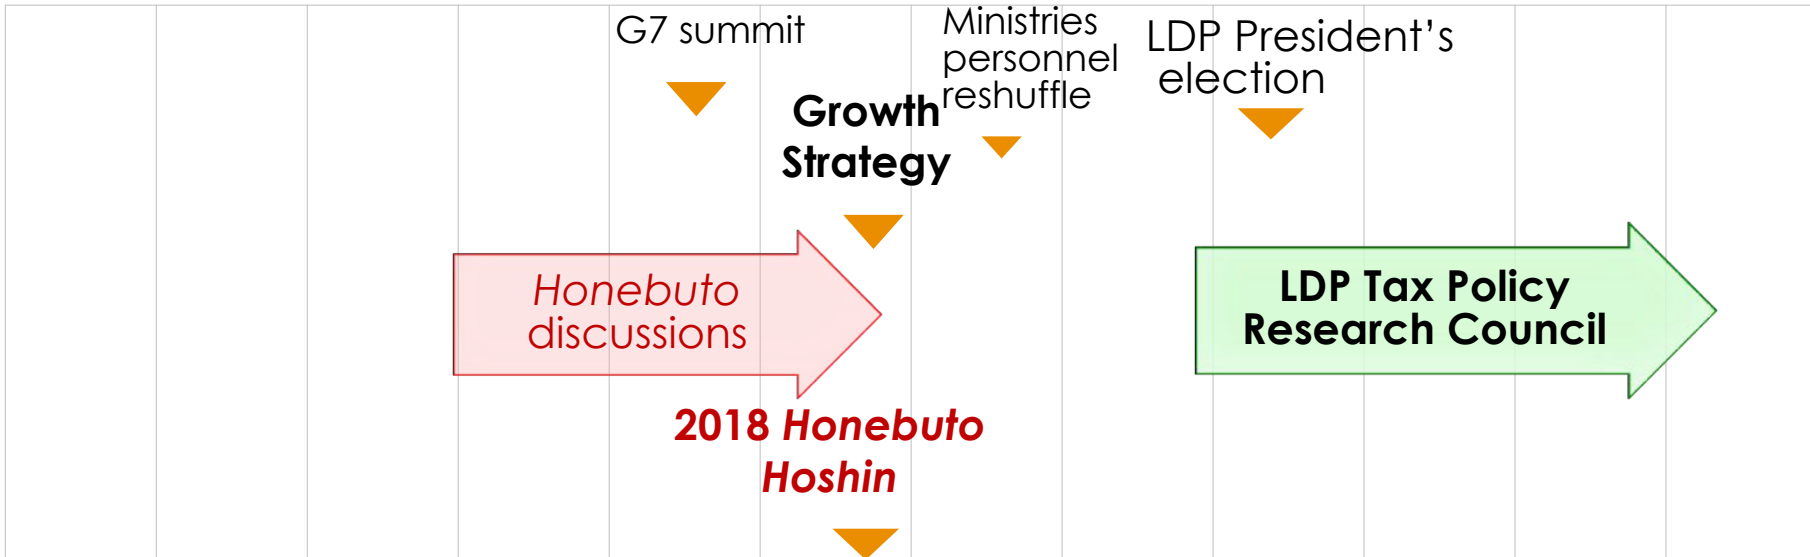 G7 summit
Ministries
personnel
reshuffle
LDP President’s
election
Growth
Strategy
Honebuto
discussions
LDP Tax Policy
Research Council
2018 Honebuto
Hoshin